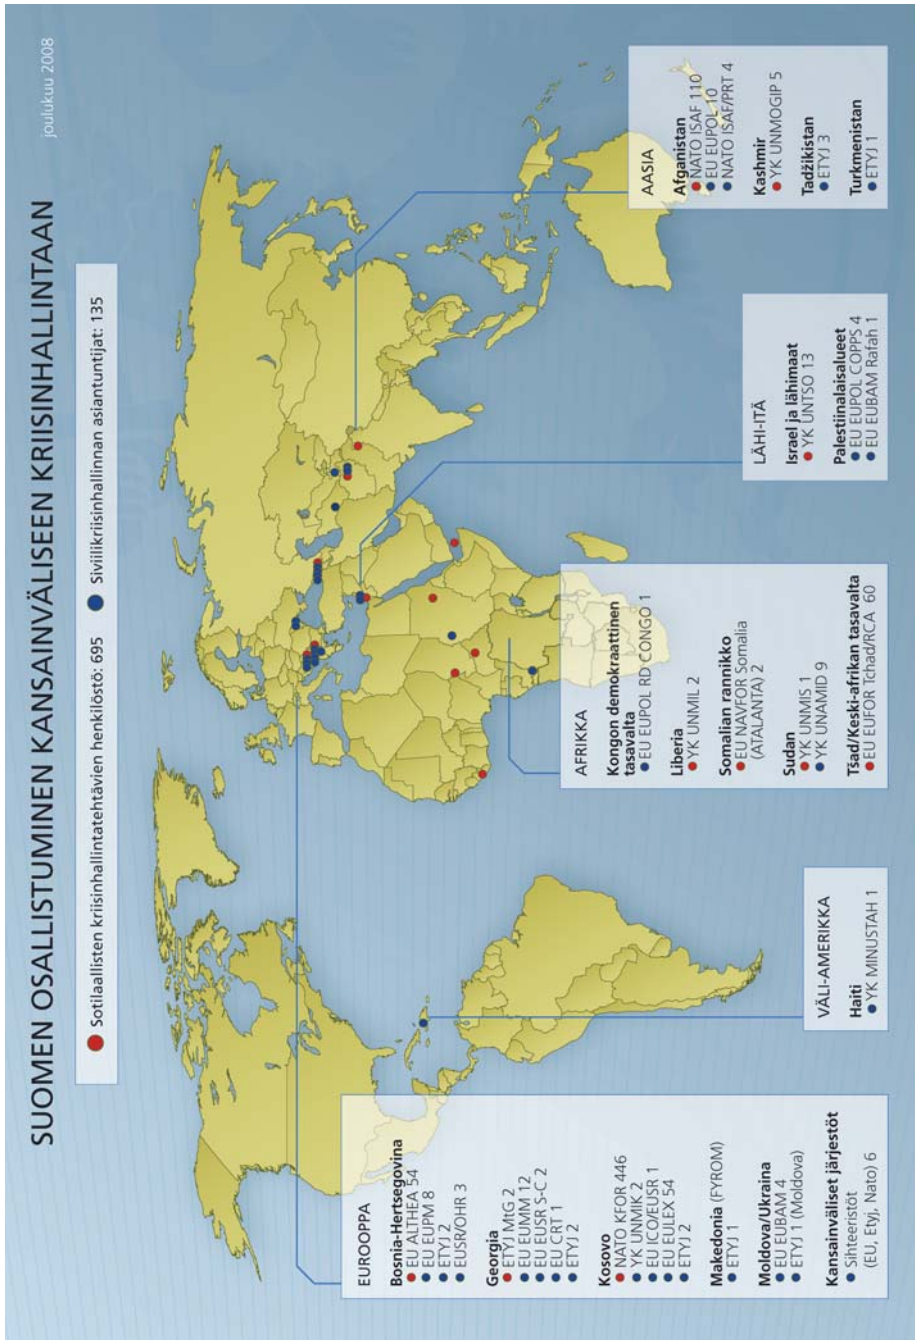 joulukuu 2008
SUOMEN OSALLISTUMINEN KANSAINVÄLISEEN KRIISINHALLINTAAN
Sotilaallisten kriisinhallintatehtävien henkilöstö: 695
Siviilikriisinhallinnan asiantuntijat: 135
EUROOPPA
Bosnia-Hertsegovina
EU ALTHEA 54
EU EUPM 8
ETYJ 2
EUSR/OHR 3
Georgia
ETYJ MtG 2
EU EUMM 12
EU EUSR S-C 2
EU CRT 1
ETYJ 2
Kosovo
NATO KFOR 446
YK UNMIK 2
EU ICO/EUSR 1
EU EULEX 54
ETYJ 2
Makedonia (FYROM)
ETYJ 1
Moldova/Ukraina
EU EUBAM 4
ETYJ 1 (Moldova)
Kansainväliset järjestöt
Sihteeristöt
(EU, Etyj, Nato) 6
VÄLI-AMERIKKA
Haiti
YK MINUSTAH 1
AFRIKKA
Kongon demokraattinen
tasavalta
EU EUPOL RD CONGO 1
Liberia
YK UNMIL 2
Somalian rannikko
EU NAVFOR Somalia
(ATALANTA) 2
Sudan
YK UNMIS 1
YK UNAMID 9
Tšad/Keski-afrikan tasavalta
EU EUFOR Tchad/RCA 60
LÄHI-ITÄ
Israel ja lähimaat
YK UNTSO 13
Palestiinalaisalueet
EU EUPOL COPPS 4
EU EUBAM Rafah 1
AASIA
Afganistan
NATO ISAF 110
EU EUPOL 10
NATO ISAF/PRT 4
Kashmir
YK UNMOGIP 5
Tadžikistan
ETYJ 3
Turkmenistan
ETYJ 1